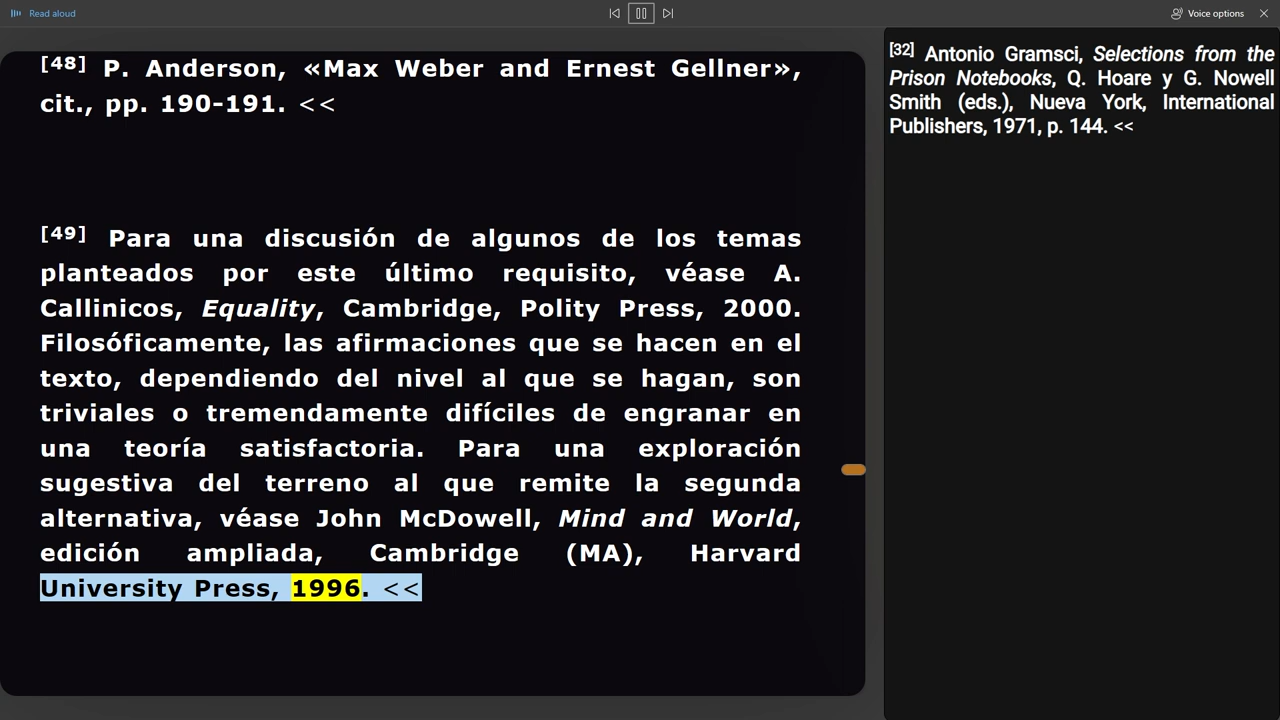 Read aloud
Voice options
[48] P. Anderson, «Max Weber and Ernest Gellner»,
cit., pp. 190-191. <<
[49] Para una discusión de algunos de los temas
planteados por este último requisito, véase A.
Callinicos, Equality, Cambridge, Polity Press, 2000.
Filosóficamente, las afirmaciones que se hacen en el
texto, dependiendo del nivel al que se hagan, son
triviales o tremendamente difíciles de engranar en
una teoría satisfactoria. Para una exploración
sugestiva del terreno al que remite la segunda
alternativa, véase John McDowell, Mind and World,
edición ampliada, Cambridge (MA), Harvard
University Press, 1996. <<
[32] Antonio Gramsci, Selections from the
Prison Notebooks, Q. Hoare y G. Nowell
Smith (eds.), Nueva York, International
Publishers, 1971, p. 144. <<